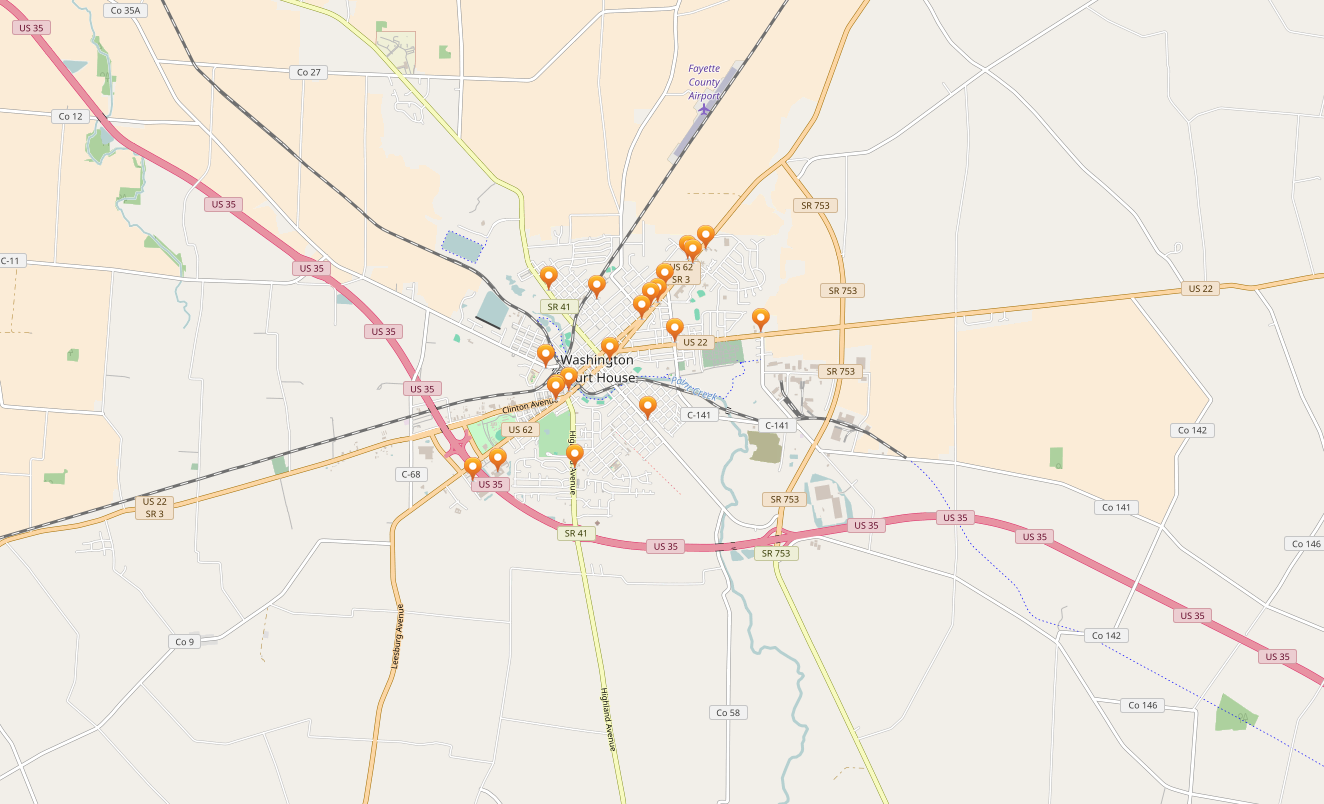 Co 35A
US 35
Co 27
Fayette
County
Airport
Co 12
US 35
SR 753
C-11
US 35
US 62
SR 3
SR 753
US 22
SR 41
US 35
US 22
Washington
Court House
SR 753
US 35
Paint Creek
Clinton Avenue
C-141
C-141
US 62
Co 142
Highland Avenue
C-68
US 35
US 22
SR 3
SR 753
Co 141
US 35
US 35
SR 41
US 35
US 35
SR 753
Co 146
Leesburg Avenue
US 35
Co 9
Co 142
US 35
Highland Avenue
Co 58
Co 146